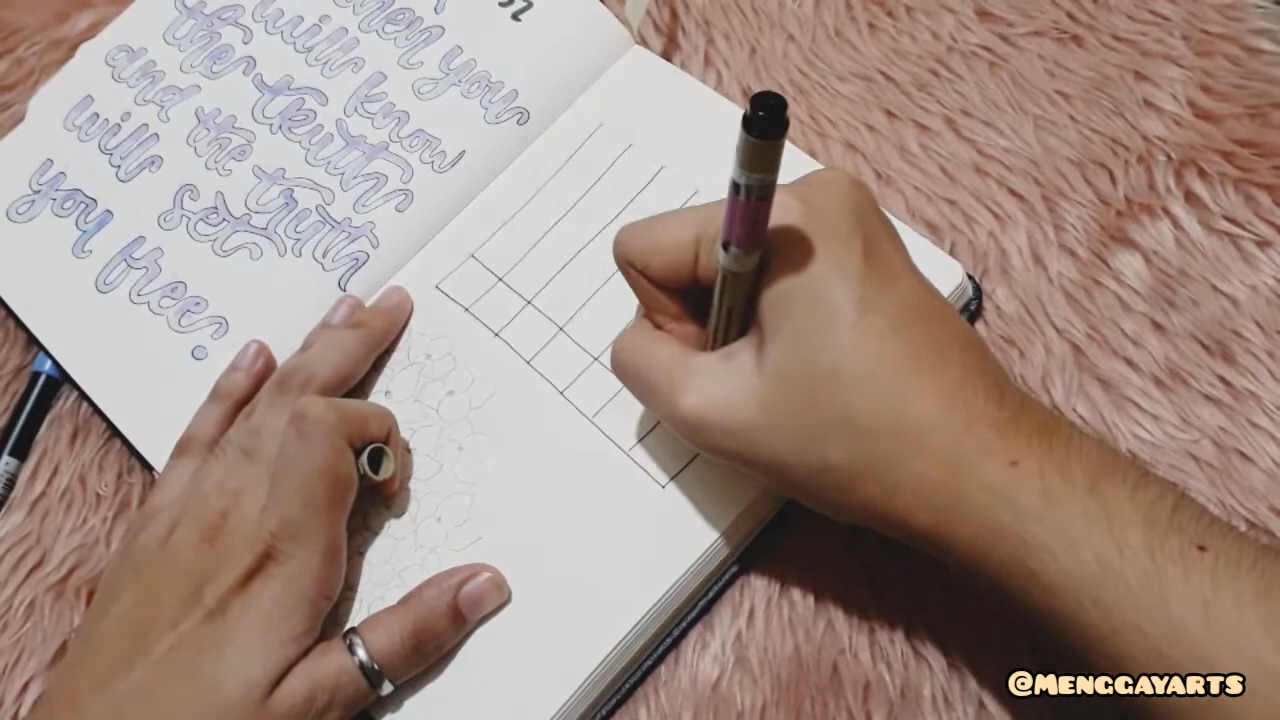 then you
will know
the truth
and the truth
will set
you free.
@MENGGAYARTS